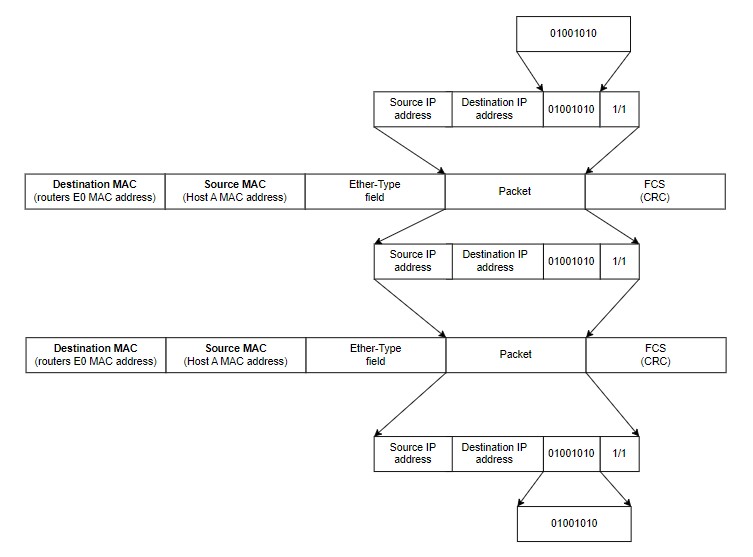 01001010
Source IP
address
Destination IP
address
01001010
1/1
Destination MAC
(routers E0 MAC address)
Source MAC
(Host A MAC address)
Ether-Type
field
Packet
FCS
(CRC)
Source IP
address
Destination IP
address
01001010
1/1
Destination MAC
(routers E0 MAC address)
Source MAC
(Host A MAC address)
Ether-Type
field
Packet
FCS
(CRC)
Source IP
address
Destination IP
address
01001010
1/1
01001010